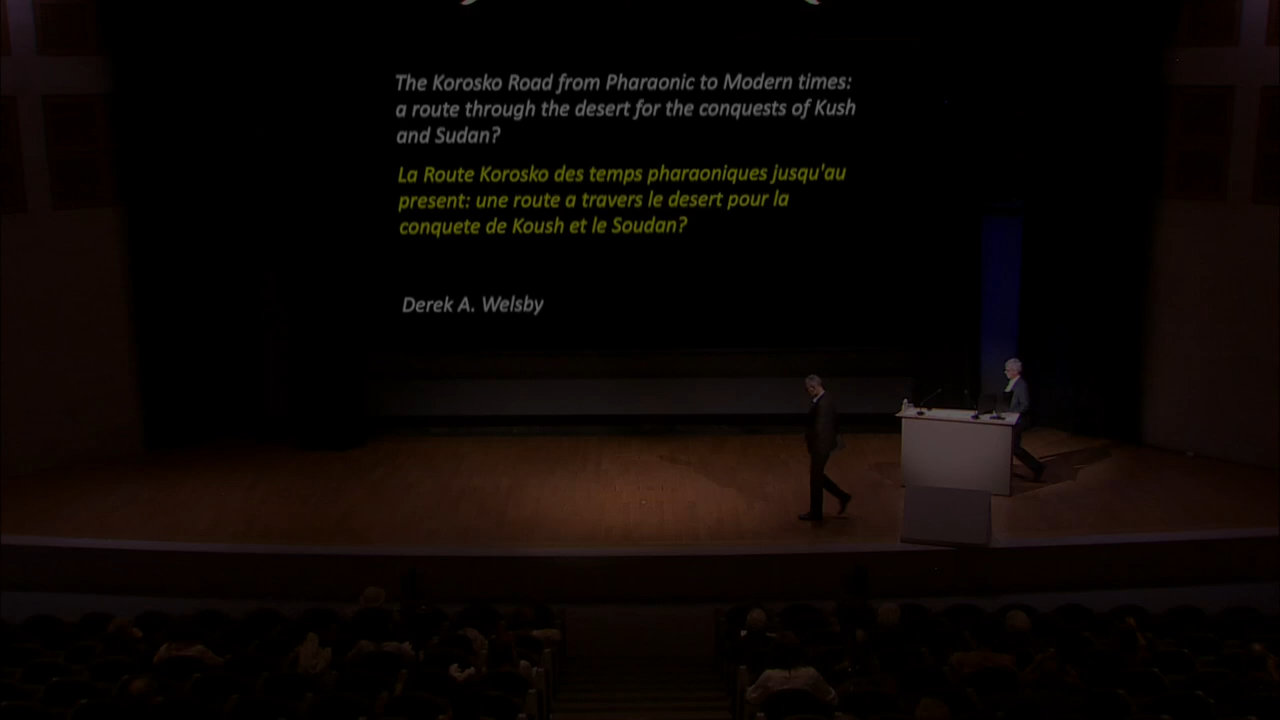 The Korosko Road from Pharaonic to Modern times:
a route through the desert for the conquests of Kush
and Sudan?
La Route Korosko des temps pharaoniques jusqu'au
present: une route a travers le desert pour la
conquete de Koush et le Soudan?
Derek A. Welsby